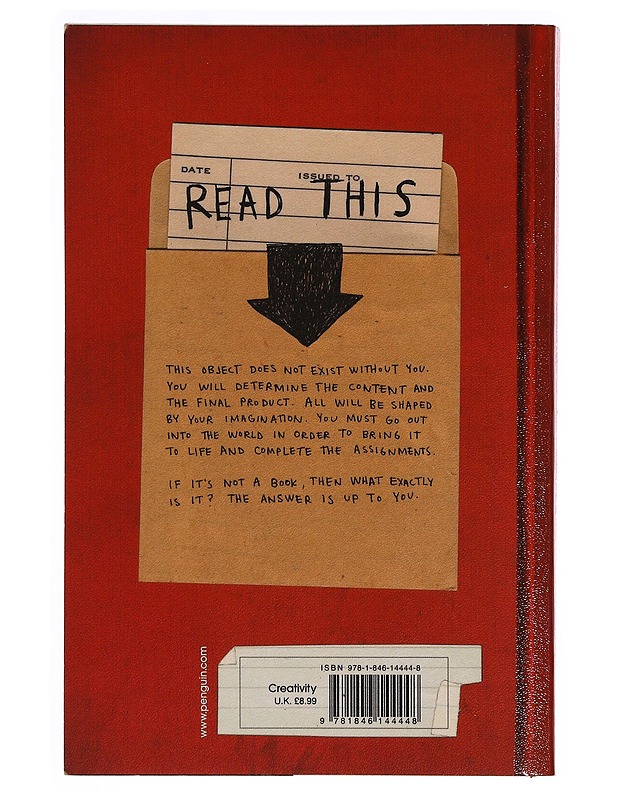 DATE
ISSUED TO
READ THIS
THIS OBJECT DOES NOT EXIST WITHOUT YOU.
YOU WILL DETERMINE THE CONTENT AND
THE FINAL PRODUCT. ALL WILL BE SHAPED
BY YOUR IMAGINATION. YOU MUST GO OUT
INTO THE WORLD IN ORDER TO BRING IT
TO LIFE AND COMPLETE THE ASSIGNMENTS.
IF IT'S NOT A BOOK, THEN WHAT EXACTLY
IS IT? THE ANSWER IS UP TO YOU.
www.penguin.com
ISBN 978-1-846-14444-8
Creativity
U.K. £8.99
9 781846 144448